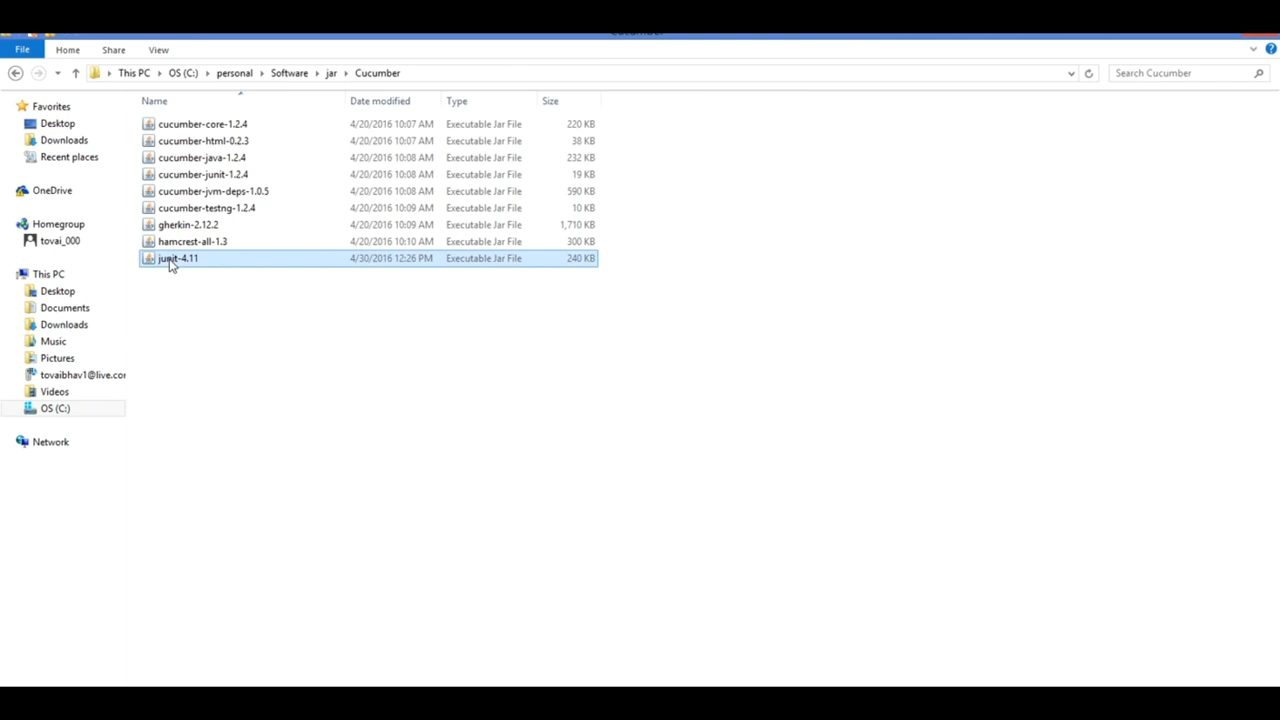 File Home Share View
This PC OS (C:) personal Software jar Cucumber Search Cucumber
Name Date modified Type Size
Favorites
Desktop
Downloads
Recent places
OneDrive
Homegroup
tovai_000
This PC
Desktop
Documents
Downloads
Music
Pictures
tovaibhav1@live.cor
Videos
OS (C:)
Network
cucumber-core-1.2.4 4/20/2016 10:07 AM Executable Jar File 220 KB
cucumber-html-0.2.3 4/20/2016 10:07 AM Executable Jar File 38 KB
cucumber-java-1.2.4 4/20/2016 10:08 AM Executable Jar File 232 KB
cucumber-junit-1.2.4 4/20/2016 10:08 AM Executable Jar File 19 KB
cucumber-jvm-deps-1.0.5 4/20/2016 10:08 AM Executable Jar File 590 KB
cucumber-testng-1.2.4 4/20/2016 10:09 AM Executable Jar File 10 KB
gherkin-2.12.2 4/20/2016 10:09 AM Executable Jar File 1,710 KB
hamcrest-all-1.3 4/20/2016 10:10 AM Executable Jar File 300 KB
junit-4.11 4/30/2016 12:26 PM Executable Jar File 240 KB